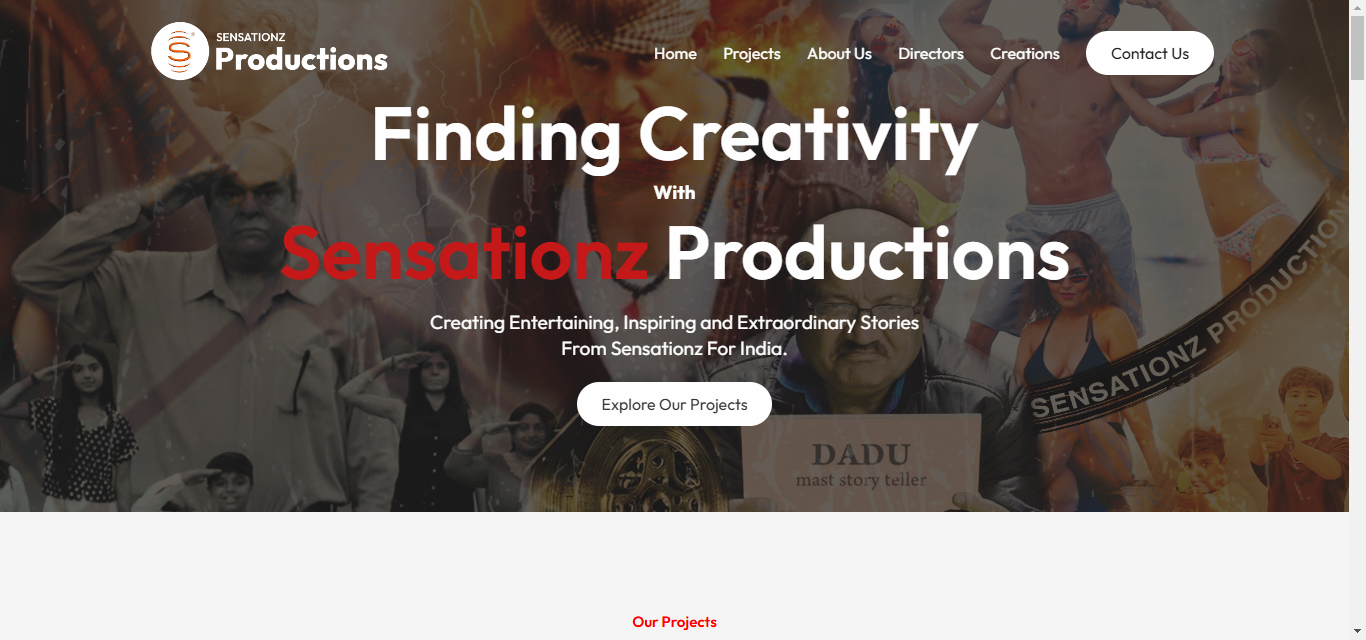 SENSATIONZ
Productions
Home
Projects
About Us
Directors
Creations
Contact Us
Finding Creativity
With
Sensationz Productions
Creating Entertaining, Inspiring and Extraordinary Stories
From Sensationz For India.
Explore Our Projects
SENSATIONZ PRODUCTION
DADU
mast story teller
Our Projects